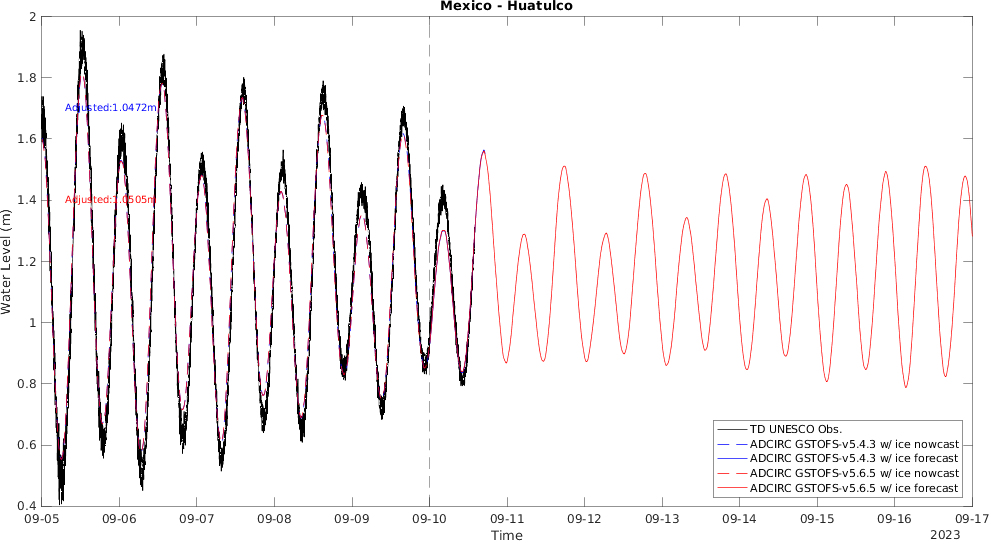 Mexico - Huatulco
2
1.8
Adjusted:1.0472m
1.6
1.4
Adjusted:1.0505m
1.2
Water Level (m)
1
0.8
0.6
0.4
TD UNESCO Obs.
ADCIRC GSTOFS-v5.4.3 w/ ice nowcast
ADCIRC GSTOFS-v5.4.3 w/ ice forecast
ADCIRC GSTOFS-v5.6.5 w/ ice nowcast
ADCIRC GSTOFS-v5.6.5 w/ ice forecast
09-05 09-06 09-07 09-08 09-09 09-10 09-11 09-12 09-13 09-14 09-15 09-16 09-17
Time
2023